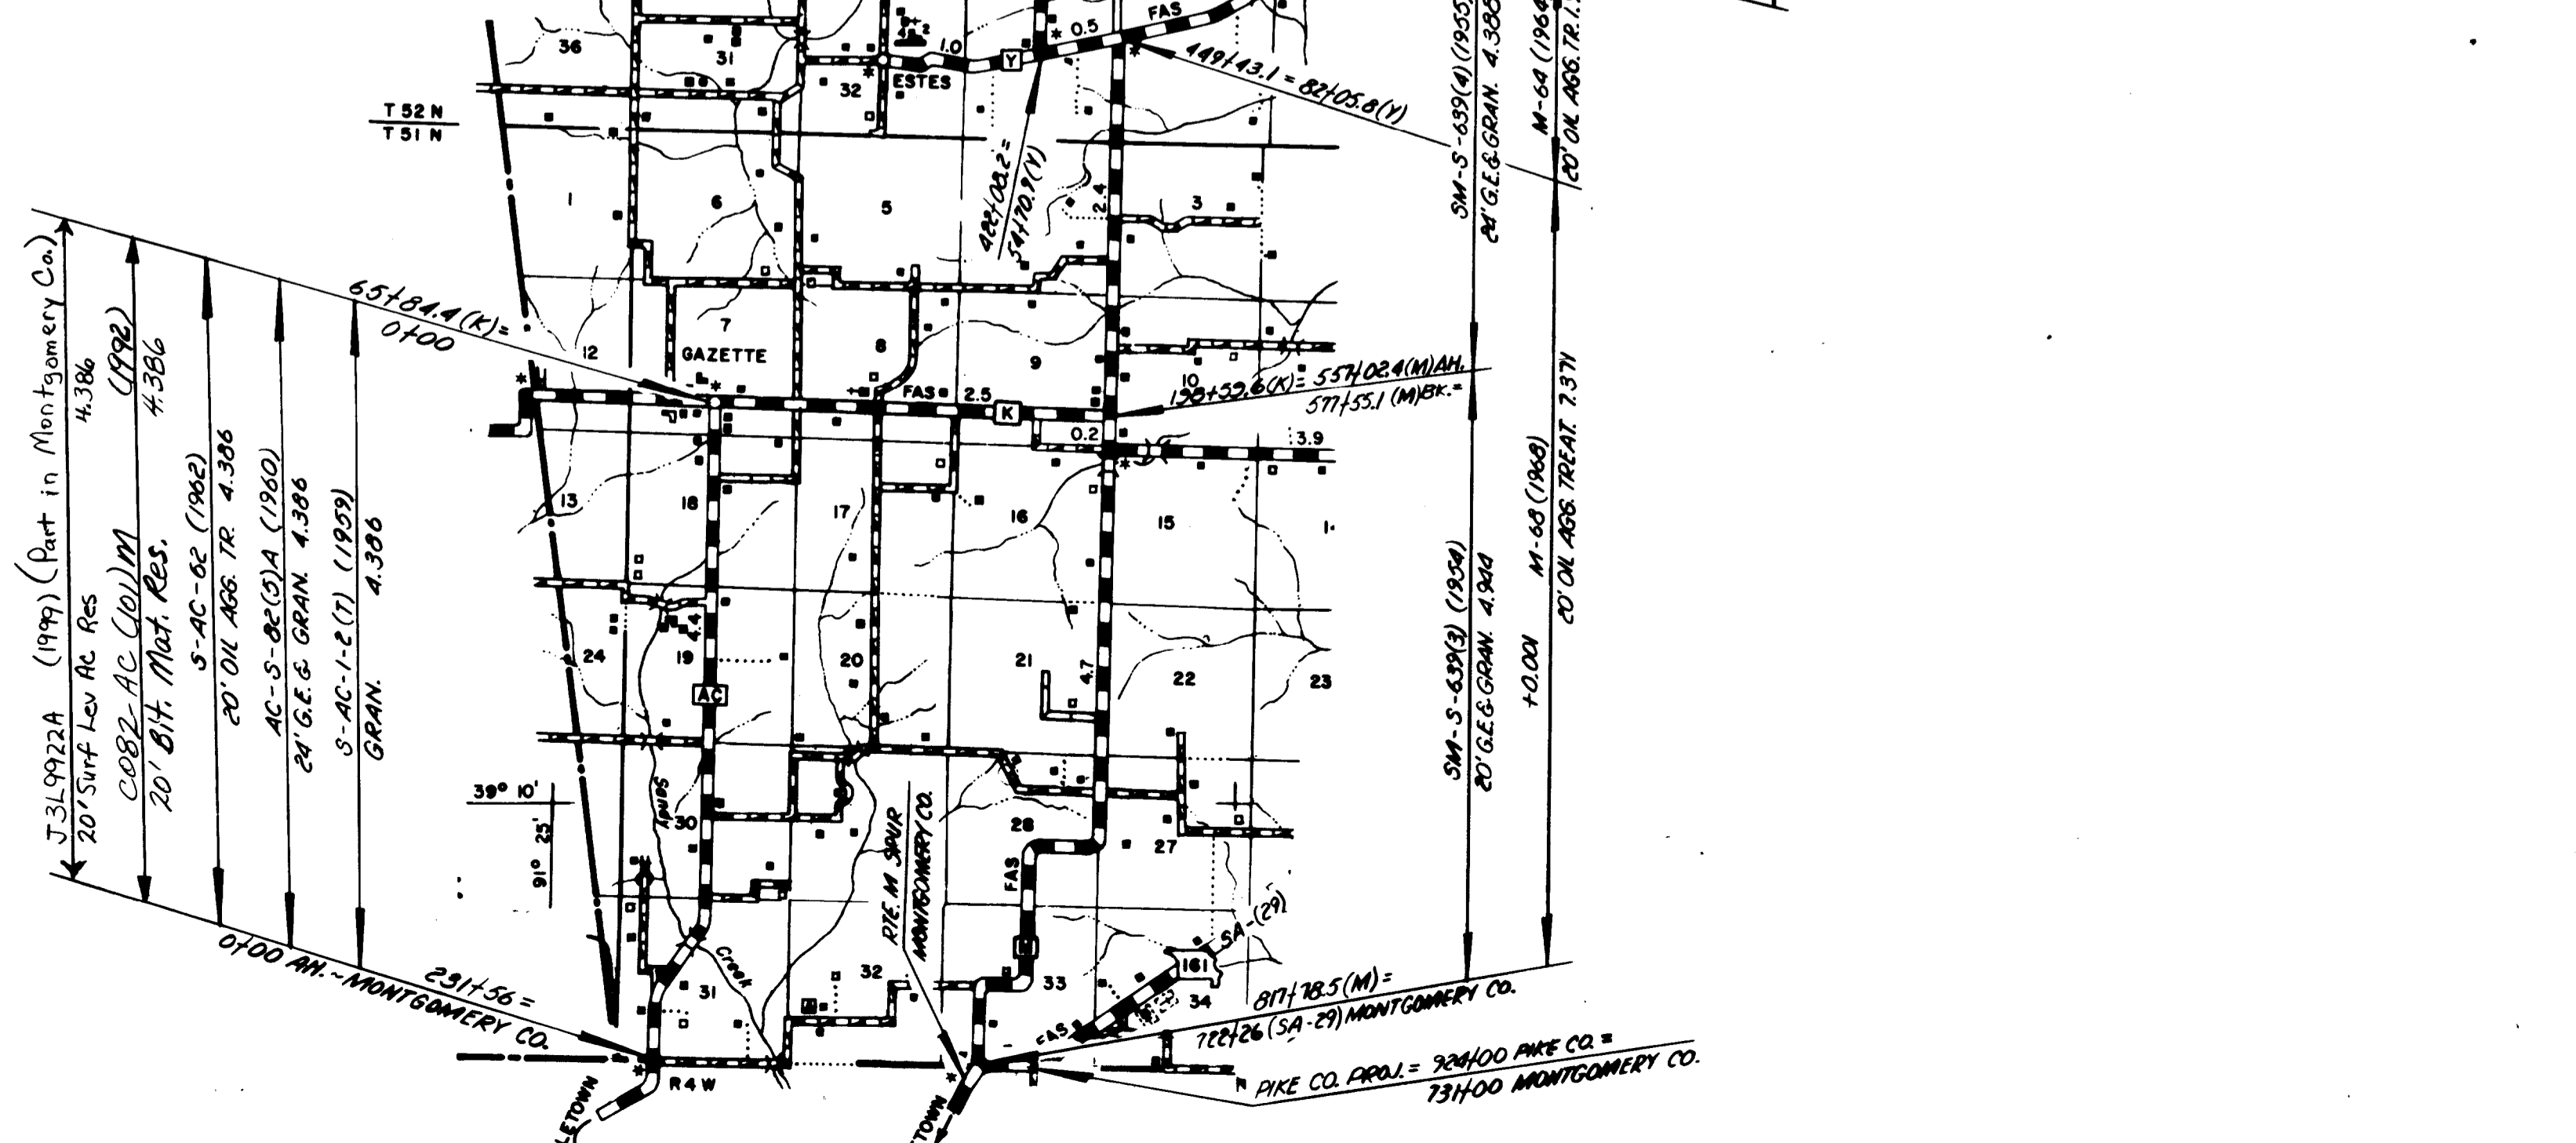 J3L9922A (1999) (Part in Montgomery Co.)
20' Surf Lev Ac Res 4.386
C082-AC(10)M (1992)
20' Bit. Mat. Res. 4.386
S-AC-62 (1962)
20' OIL AGG. TR. 4.386
AC-S-82(5)A (1960)
24' G.E.& GRAN. 4.386
S-AC-1-2(T) (1959)
GRAN. 4.386
65+84.4 (K)=
0+00
231+56=
0+00 AH.~MONTGOMERY CO.
T 52 N
T 51 N
36
31
32
ESTES
1.0
Y
0.5
FAS
449+43.1 = 82+05.8(Y)
422+08.2=
54+70.9(Y)
1
6
5
2.4
3
7
GAZETTE
12
8
9
10
FAS
2.5
K
198+59.6(K)= 557+02.4(M)AH.
577+55.1 (M)BK.=
0.2
3.9
13
18
17
16
15
24
4.4
19
20
21
4.7
22
23
AC
39° 10'
91° 25'
Sandy
30
28
27
FAS
RTE. M SPUR
MONTGOMERY CO.
SA-(29)
161
Creek
31
32
33
34
FAS
R 4 W
817+78.5(M)=
722+26 (SA-29) MONTGOMERY CO.
PIKE CO. PROJ.= 924+00 PIKE CO.=
731+00 MONTGOMERY CO.
LETOWN
TOWN
SM-S-639(4) (1955)
24' G.E.& GRAN. 4.388
M-64 (1964
20' OIL AGG. TR.
SM-S-639(3) (1954)
20' G.E.& GRAN. 4.944
+0.001
M-68 (1968)
20' OIL AGG. TREAT. 7.374